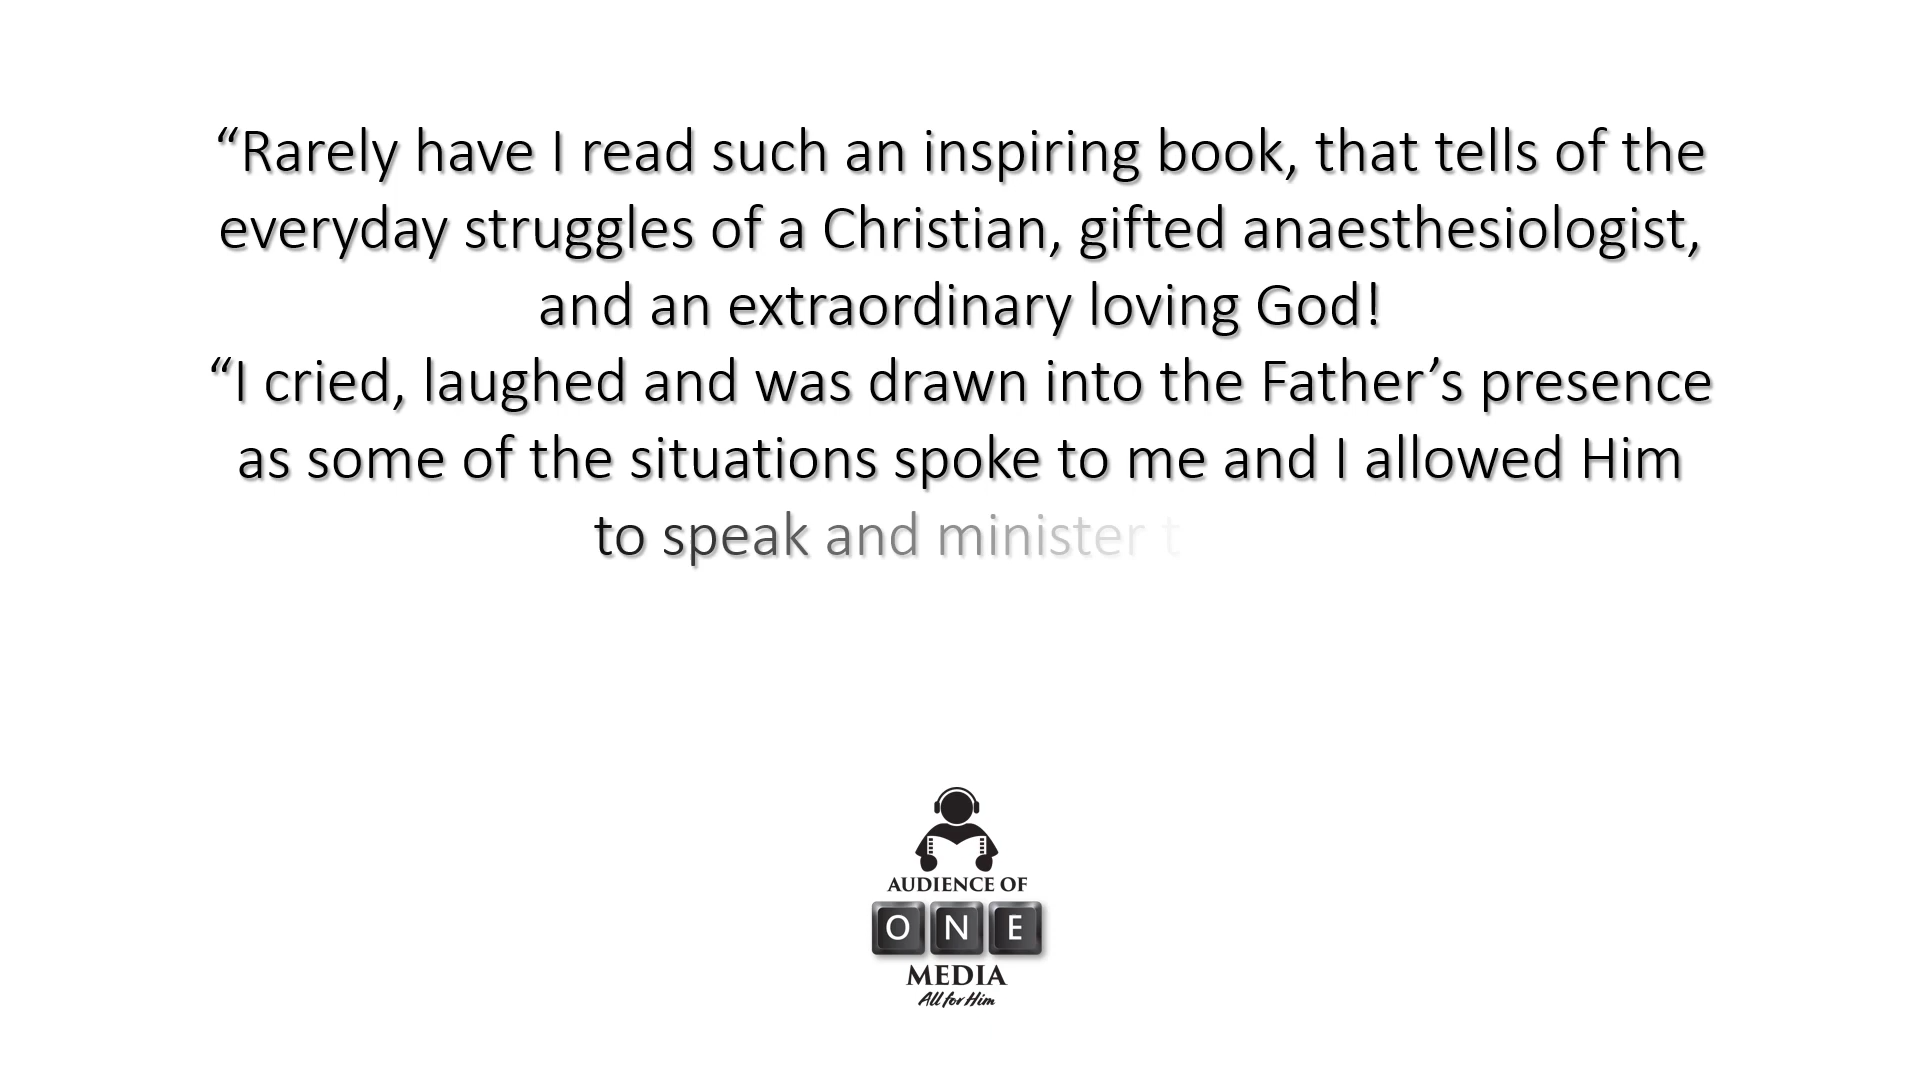 “Rarely have I read such an inspiring book, that tells of the
everyday struggles of a Christian, gifted anaesthesiologist,
and an extraordinary loving God!
“I cried, laughed and was drawn into the Father’s presence
as some of the situations spoke to me and I allowed Him
to speak and minister t
AUDIENCE OF
ONE
MEDIA
All for Him